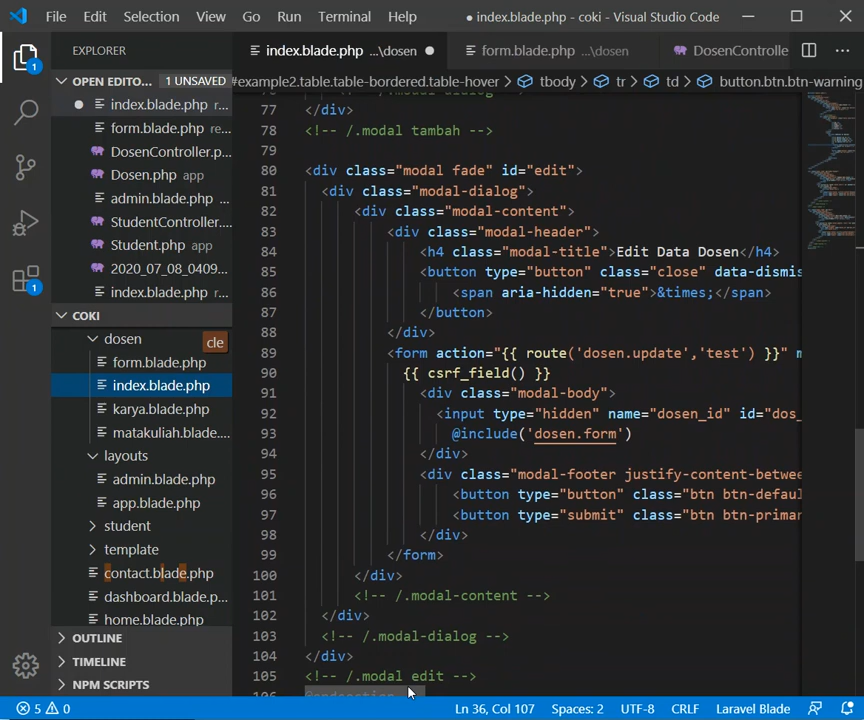 File Edit Selection View Go Run Terminal Help
● index.blade.php - coki - Visual Studio Code
EXPLORER
index.blade.php ...\dosen ●
form.blade.php ...\dosen
DosenControlle
OPEN EDITO... 1 UNSAVED
● index.blade.php r...
form.blade.php re...
DosenController.p...
Dosen.php app
admin.blade.php ...
StudentController....
Student.php app
2020_07_08_0409...
index.blade.php r...
COKI
dosen
cle
form.blade.php
index.blade.php
karya.blade.php
matakuliah.blade....
layouts
admin.blade.php
app.blade.php
student
template
contact.blade.php
dashboard.blade.p...
home.blade.php
OUTLINE
TIMELINE
NPM SCRIPTS
1
1
#example2.table.table-bordered.table-hover > tbody > tr > td > button.btn.btn-warning
77 </div>
78 <!-- /.modal tambah -->
79
80 <div class="modal fade" id="edit">
81 <div class="modal-dialog">
82 <div class="modal-content">
83 <div class="modal-header">
84 <h4 class="modal-title">Edit Data Dosen</h4>
85 <button type="button" class="close" data-dismis
86 <span aria-hidden="true">&times;</span>
87 </button>
88 </div>
89 <form action="{{ route('dosen.update','test') }}" m
90 {{ csrf_field() }}
91 <div class="modal-body">
92 <input type="hidden" name="dosen_id" id="dos_
93 @include('dosen.form')
94 </div>
95 <div class="modal-footer justify-content-betwee
96 <button type="button" class="btn btn-defaul
97 <button type="submit" class="btn btn-primar
98 </div>
99 </form>
100 </div>
101 <!-- /.modal-content -->
102 </div>
103 <!-- /.modal-dialog -->
104 </div>
105 <!-- /.modal edit -->
5 0 Ln 36, Col 107 Spaces: 2 UTF-8 CRLF Laravel Blade